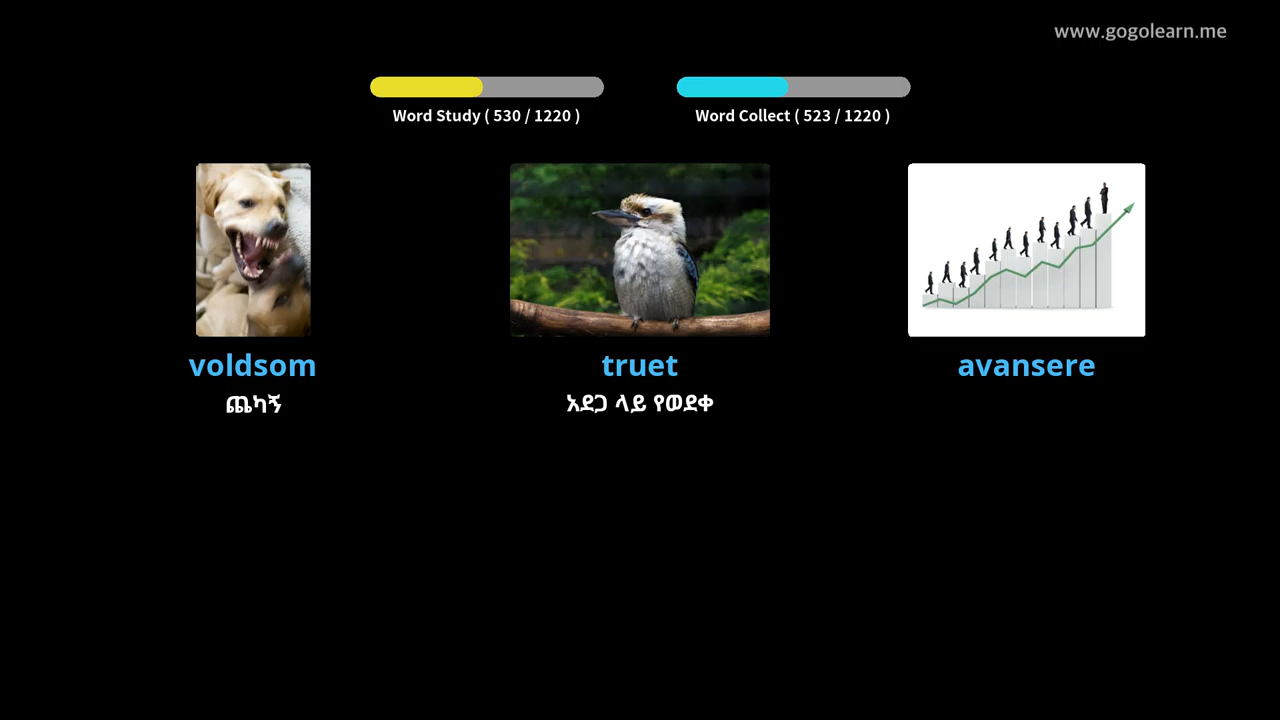 www.gogolearn.me
Word Study ( 530 / 1220 )
Word Collect ( 523 / 1220 )
voldsom
truet
avansere
ጨካኝ
አደጋ ላይ የወደቀ